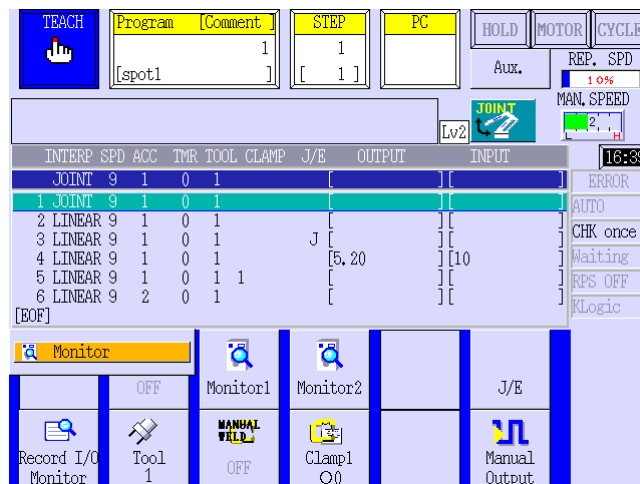 TEACH
Program [Comment ]
1
[spot1 ]
STEP
1
[ 1 ]
PC
HOLD
MOTOR
CYCLE
Aux.
REP. SPD
10%
MAN.SPEED
2
L H
Lv2
JOINT
INTERP SPD ACC TMR TOOL CLAMP J/E OUTPUT INPUT
16:39
JOINT 9 1 0 1 [ ][ ]
1 JOINT 9 1 0 1 [ ][ ]
2 LINEAR 9 1 0 1 [ ][ ]
3 LINEAR 9 1 0 1 J [ ][ ]
4 LINEAR 9 1 0 1 [5.20 ][10 ]
5 LINEAR 9 1 0 1 1 [ ][ ]
6 LINEAR 9 2 0 1 [ ][ ]
[EOF]
ERROR
AUTO
CHK once
Waiting
RPS OFF
KLogic
Monitor
OFF
Monitor1
Monitor2
J/E
Record I/O
Monitor
Tool
1
MANUAL
WELD
OFF
Clamp1
O()
Manual
Output